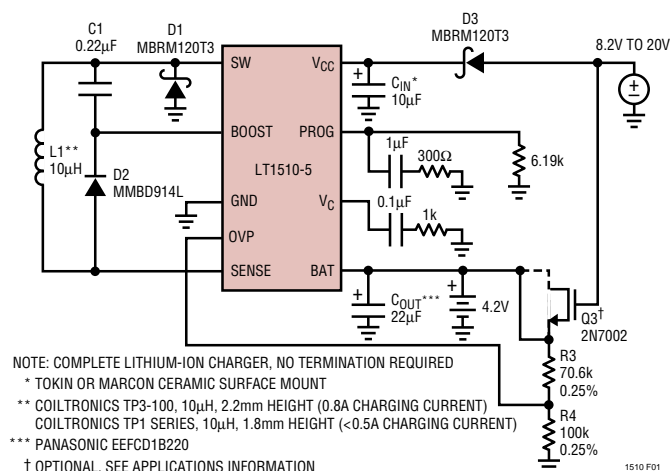 C1
0.22µF
D1
MBRM120T3
D3
MBRM120T3
8.2V TO 20V
SW
VCC
CIN*
10µF
BOOST
PROG
L1**
10µH
D2
MMBD914L
LT1510-5
1µF
300Ω
6.19k
GND
VC
0.1µF
1k
OVP
SENSE
BAT
COUT***
22µF
4.2V
Q3†
2N7002
R3
70.6k
0.25%
R4
100k
0.25%
NOTE: COMPLETE LITHIUM-ION CHARGER, NO TERMINATION REQUIRED
* TOKIN OR MARCON CERAMIC SURFACE MOUNT
** COILTRONICS TP3-100, 10µH, 2.2mm HEIGHT (0.8A CHARGING CURRENT)
COILTRONICS TP1 SERIES, 10µH, 1.8mm HEIGHT (<0.5A CHARGING CURRENT)
*** PANASONIC EEFCD1B220
† OPTIONAL, SEE APPLICATIONS INFORMATION
1510 F01